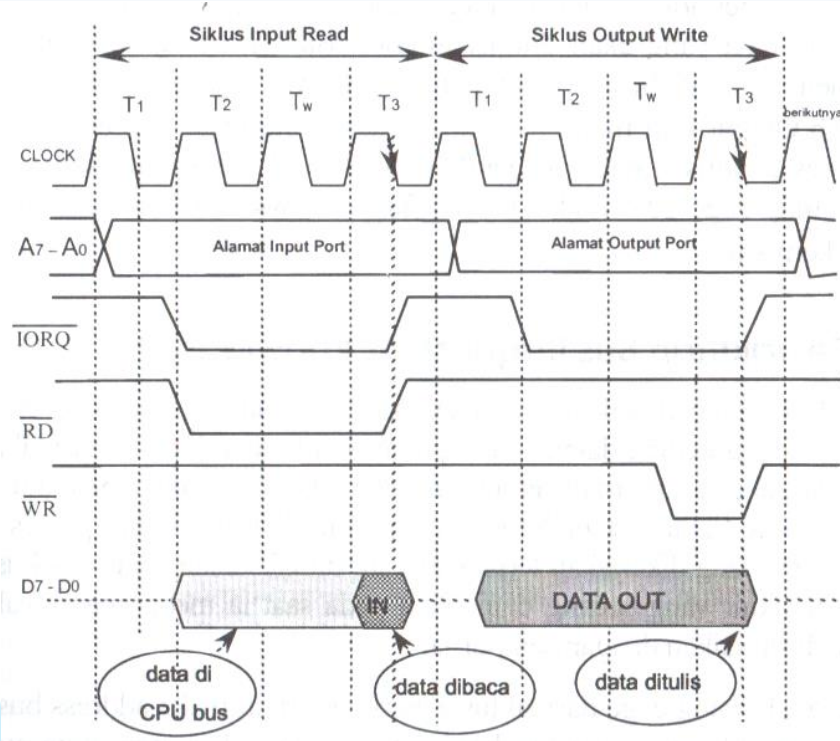 Siklus Input Read
Siklus Output Write
T1
T2
Tw
T3
T1
T2
Tw
T3
berikutnya
CLOCK
A7 - A0
Alamat Input Port
Alamat Output Port
IORQ
RD
WR
D7 - D0
IN
DATA OUT
data di
CPU bus
data dibaca
data ditulis